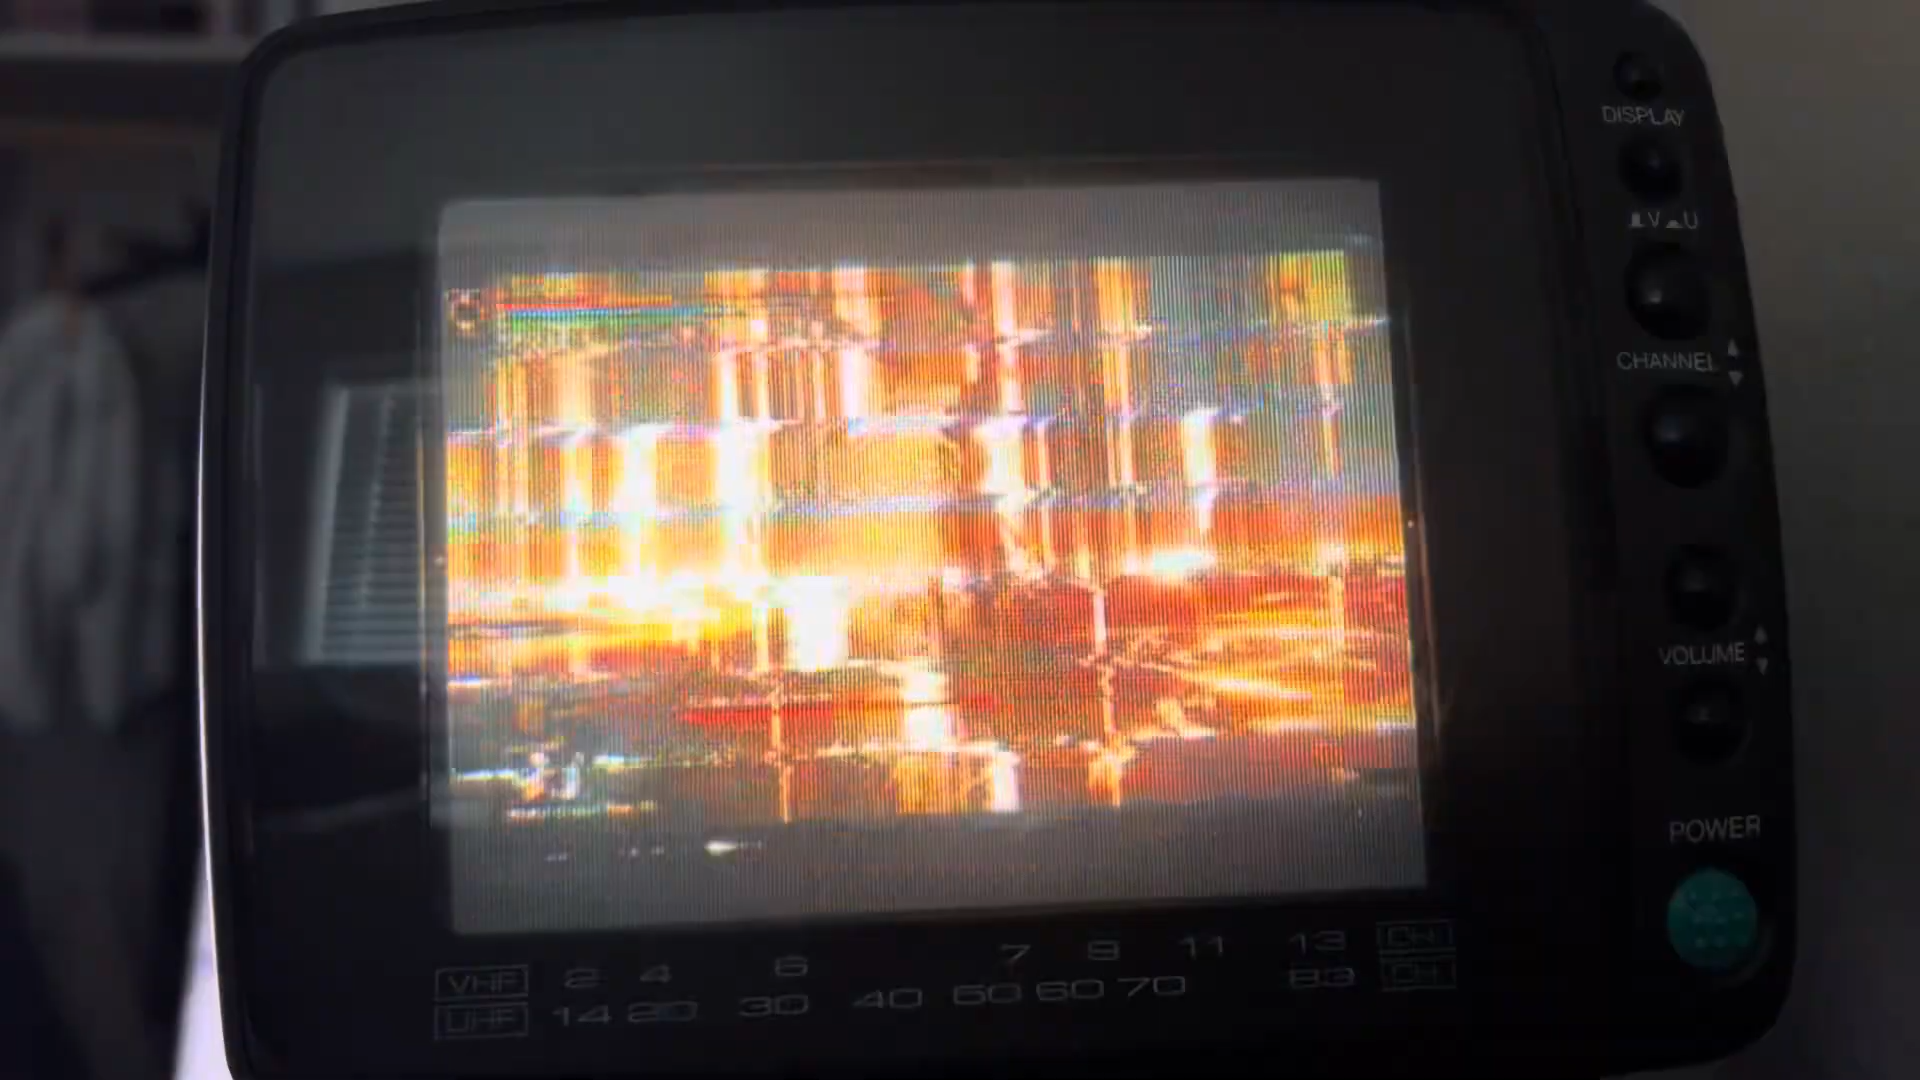 DISPLAY
V U
CHANNEL
VOLUME
POWER
VHF 2 4 6 7 9 11 13 CH
UHF 14 20 30 40 50 60 70 83 CH